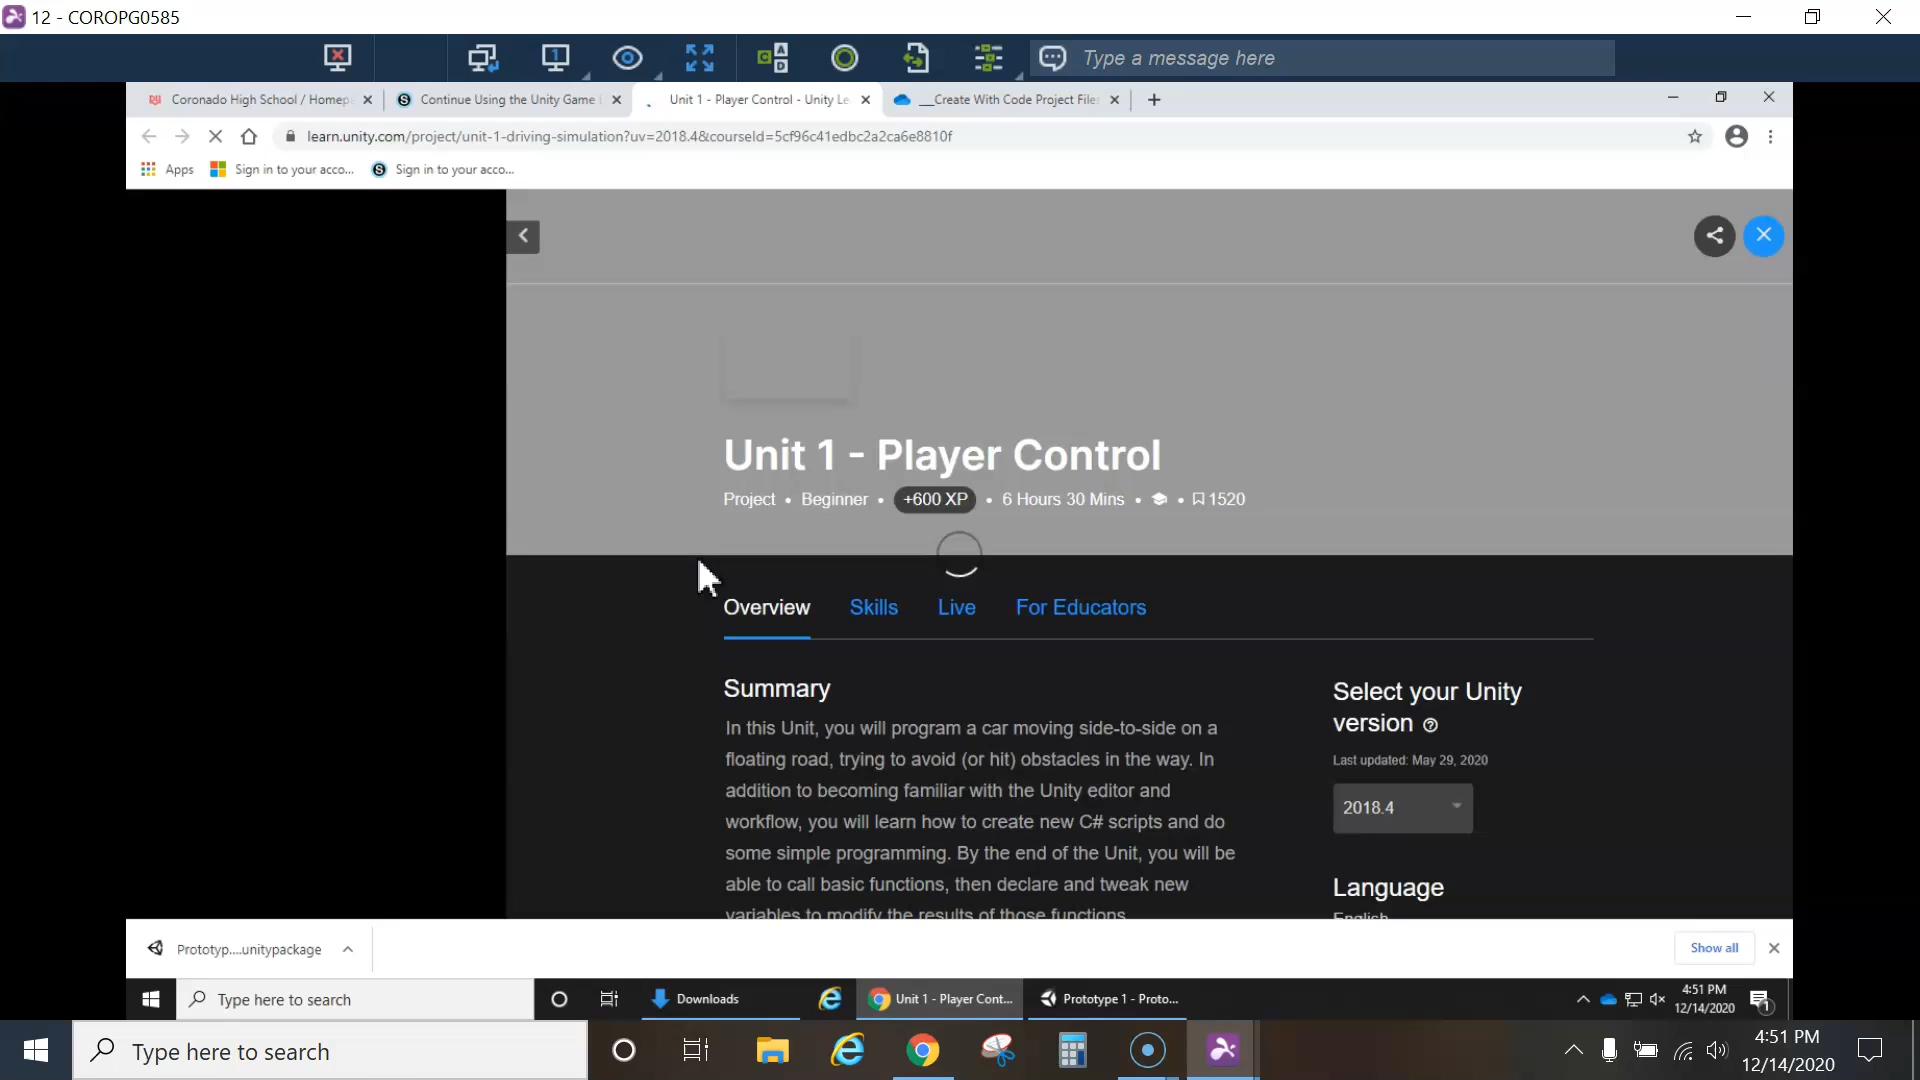 12 - COROPG0585
1
C A D
Type a message here
Coronado High School / Homep
Continue Using the Unity Game
Unit 1 - Player Control - Unity Le
__Create With Code Project Files
learn.unity.com/project/unit-1-driving-simulation?uv=2018.4&courseId=5cf96c41edbc2a2ca6e8810f
Apps
Sign in to your acco...
Sign in to your acco...
Unit 1 - Player Control
Project • Beginner • +600 XP • 6 Hours 30 Mins • • 1520
Overview Skills Live For Educators
Summary
In this Unit, you will program a car moving side-to-side on a
floating road, trying to avoid (or hit) obstacles in the way. In
addition to becoming familiar with the Unity editor and
workflow, you will learn how to create new C# scripts and do
some simple programming. By the end of the Unit, you will be
able to call basic functions, then declare and tweak new
variables to modify the results of those functions.
Select your Unity
version ?
Last updated: May 29, 2020
2018.4
Language
English
Prototyp....unitypackage
Show all
Type here to search
Downloads
Unit 1 - Player Cont...
Prototype 1 - Proto...
4:51 PM
12/14/2020
1
Type here to search
4:51 PM
12/14/2020